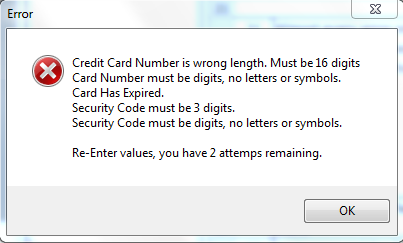 Error
Credit Card Number is wrong length. Must be 16 digits
Card Number must be digits, no letters or symbols.
Card Has Expired.
Security Code must be 3 digits.
Security Code must be digits, no letters or symbols.
Re-Enter values, you have 2 attemps remaining.
OK